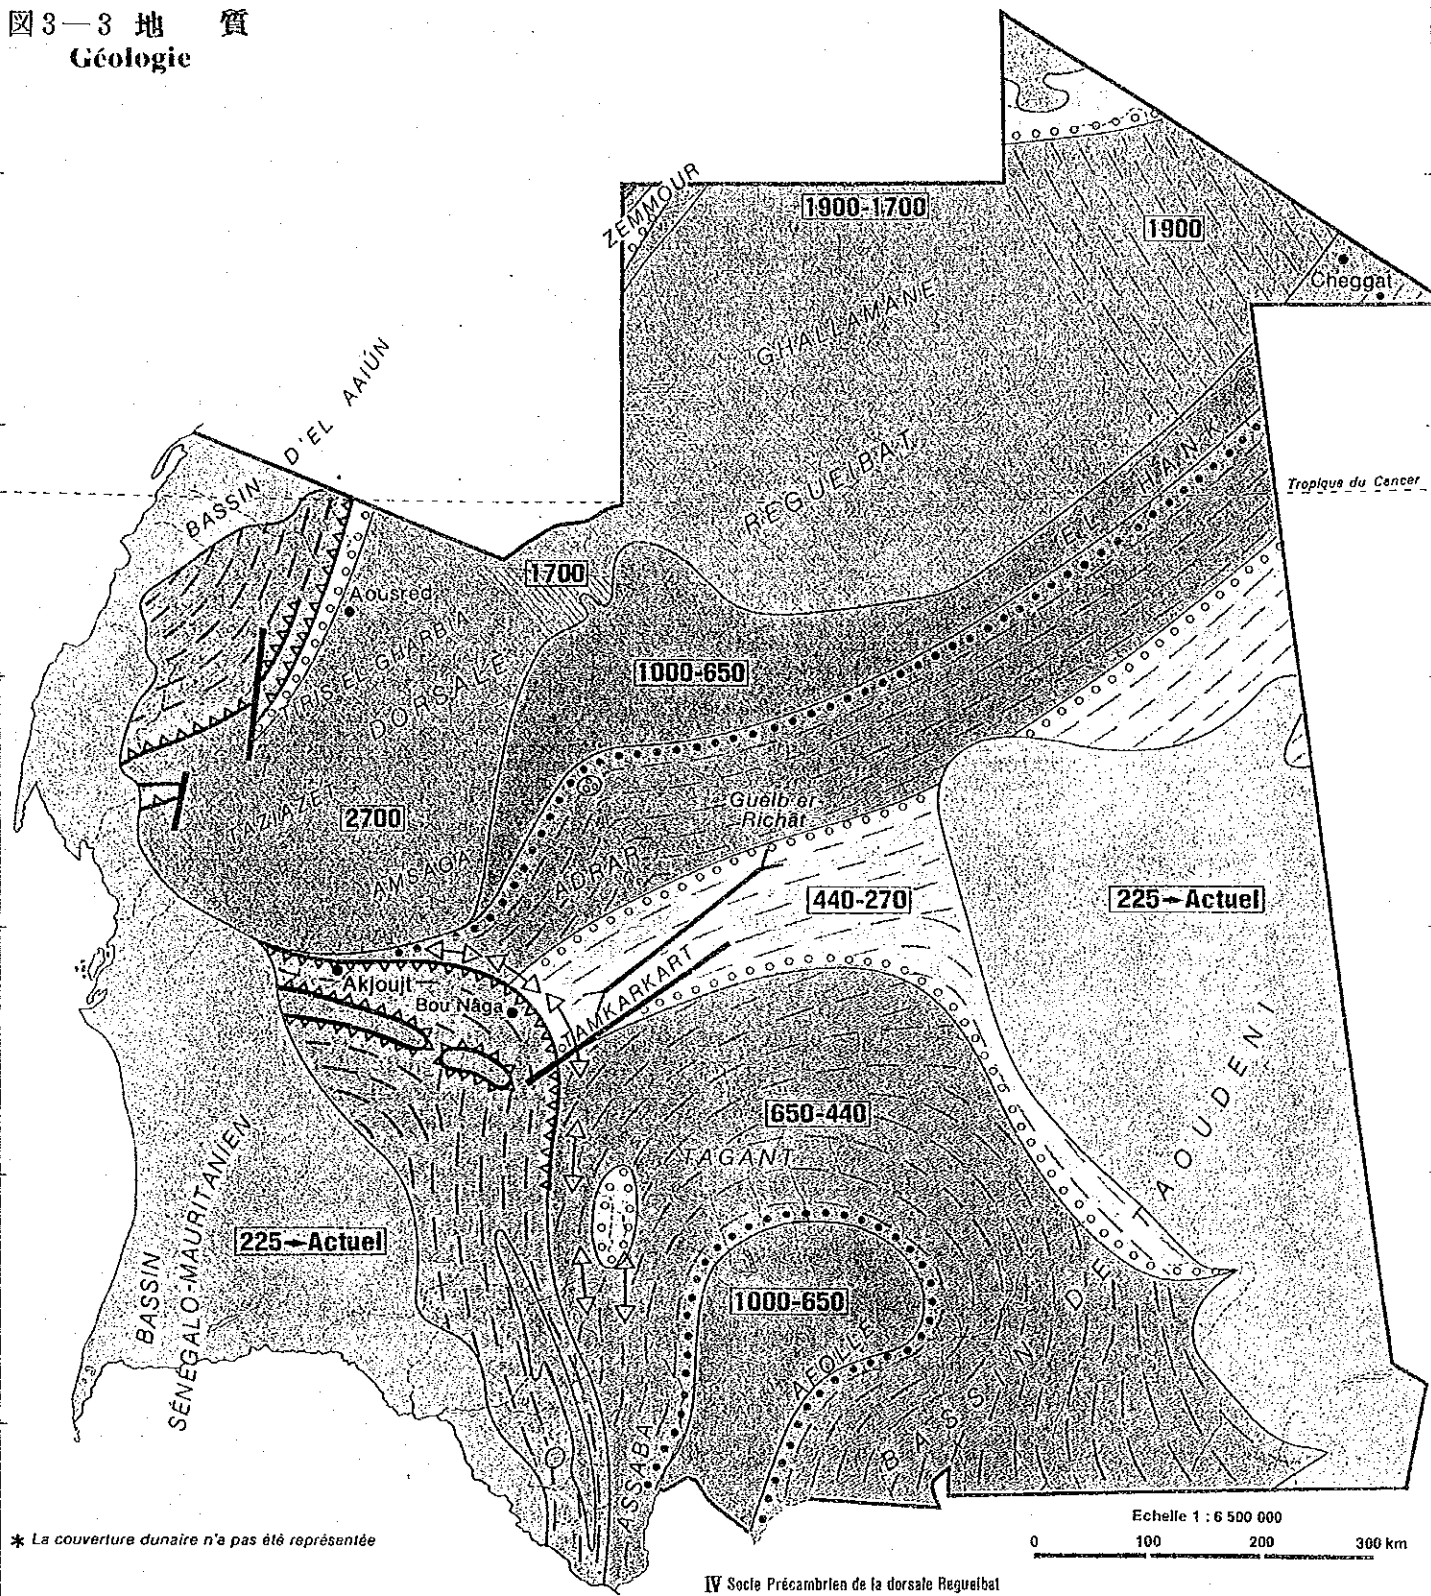 図3―3 地 質
Géologie
ZEMMOUR
1900-1700
1900
Cheggat
GHALLAMANE
BASSIN D'EL AAIÚN
REGUEIBAT
EL HANK
Tropique du Cancer
1700
Aousred
TIRIS EL GHARBIA
DORSALE
1000-650
Guelb er
Richât
TAZIAZET
2700
AMSAGA
ADRAR
440-270
225→Actuel
Akjoujt
Bou Nâga
TAMKARKART
650-440
TAGANT
BASSIN
SÉNÉGALO-MAURITANIEN
225→Actuel
1000-650
AFOLLE
ASSABA
BASSIN DE TAOUDENI
Echelle 1 : 6 500 000
0 100 200 300 km
* La couverture dunaire n'a pas été représentée
IV Socle Précambrien de la dorsale Regueibat